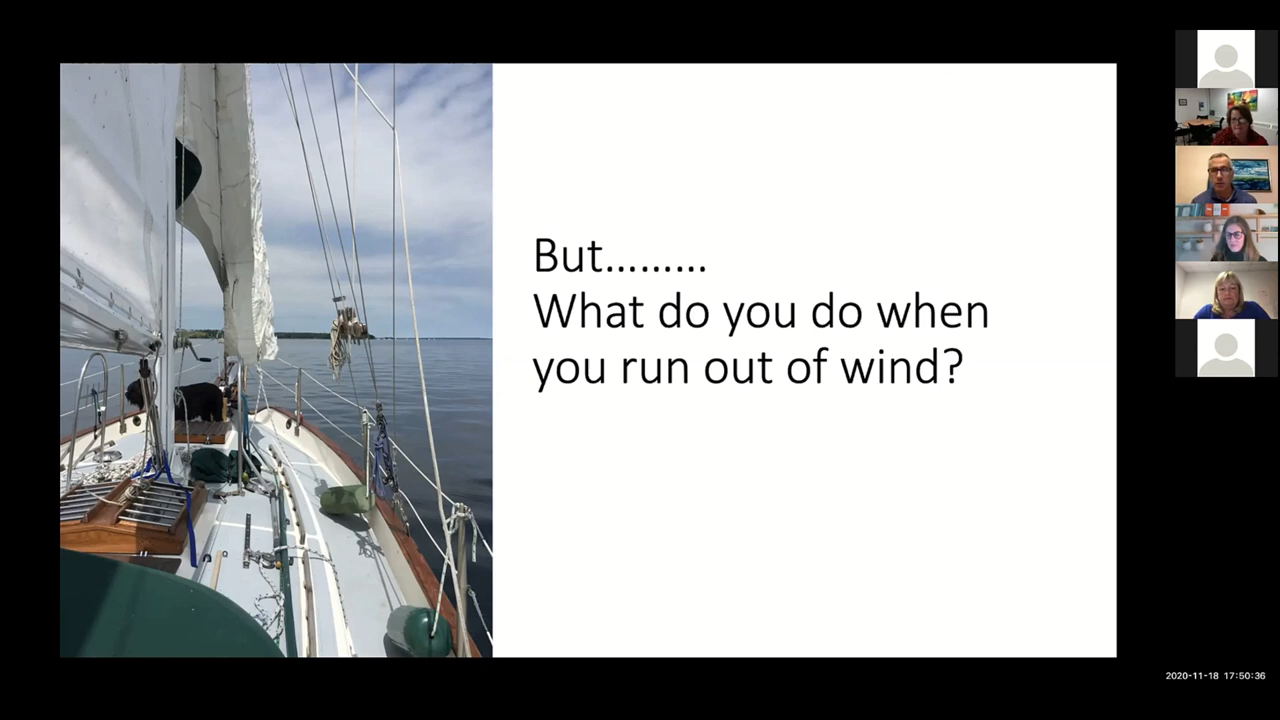 But.........
What do you do when
you run out of wind?
2020-11-18 17:50:36